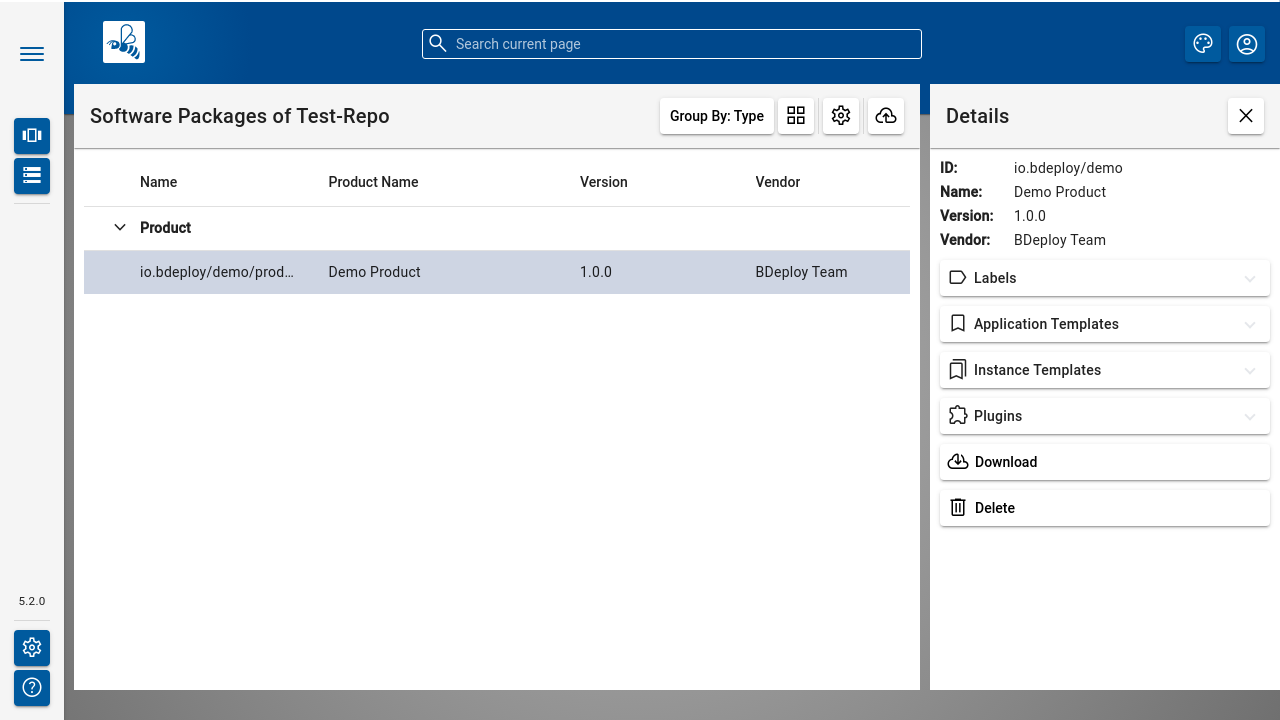 Search current page
Software Packages of Test-Repo
Group By: Type
Name Product Name Version Vendor
Product
io.bdeploy/demo/prod… Demo Product 1.0.0 BDeploy Team
Details
ID: io.bdeploy/demo
Name: Demo Product
Version: 1.0.0
Vendor: BDeploy Team
Labels
Application Templates
Instance Templates
Plugins
Download
Delete
5.2.0